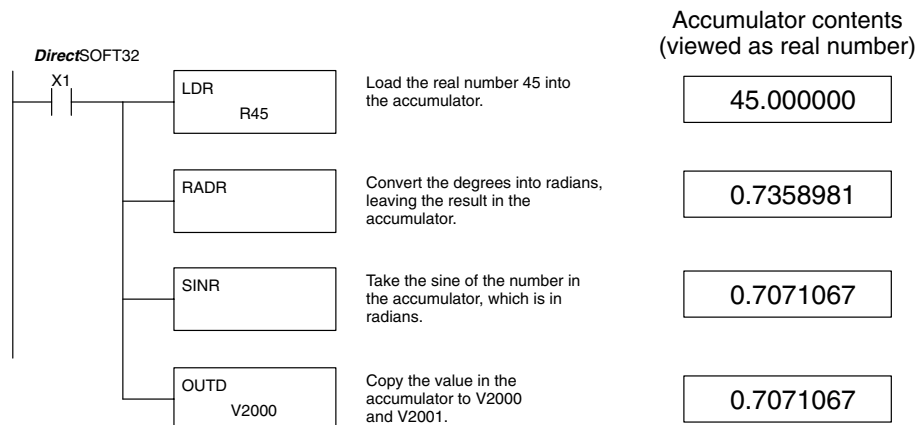 Accumulator contents
(viewed as real number)
DirectSOFT32
X1
LDR
R45
Load the real number 45 into
the accumulator.
45.000000
RADR
Convert the degrees into radians,
leaving the result in the
accumulator.
0.7358981
SINR
Take the sine of the number in
the accumulator, which is in
radians.
0.7071067
OUTD
V2000
Copy the value in the
accumulator to V2000
and V2001.
0.7071067